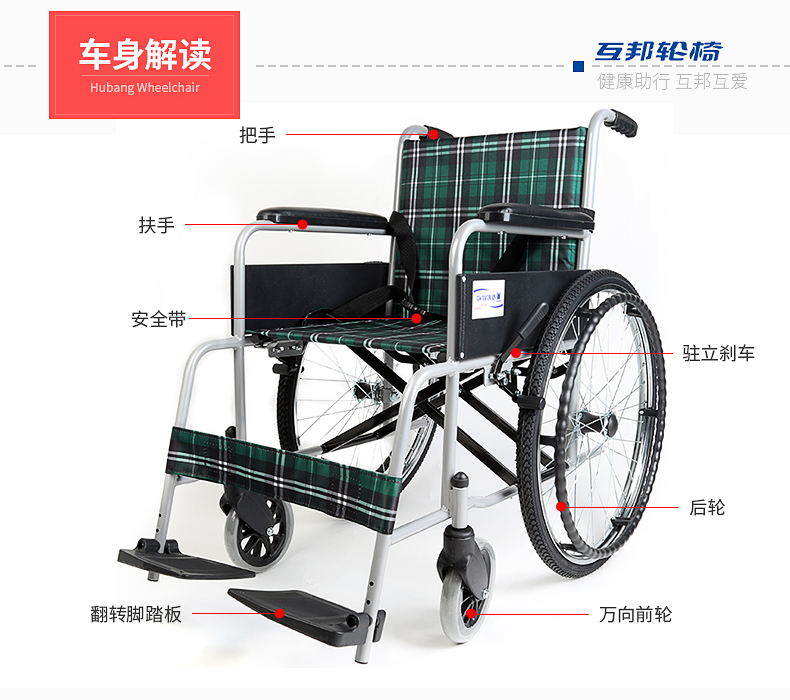 车身解读
Hubang Wheelchair
互邦轮椅
健康助行 互邦互爱
把手
扶手
安全带
驻立刹车
后轮
翻转脚踏板
万向前轮